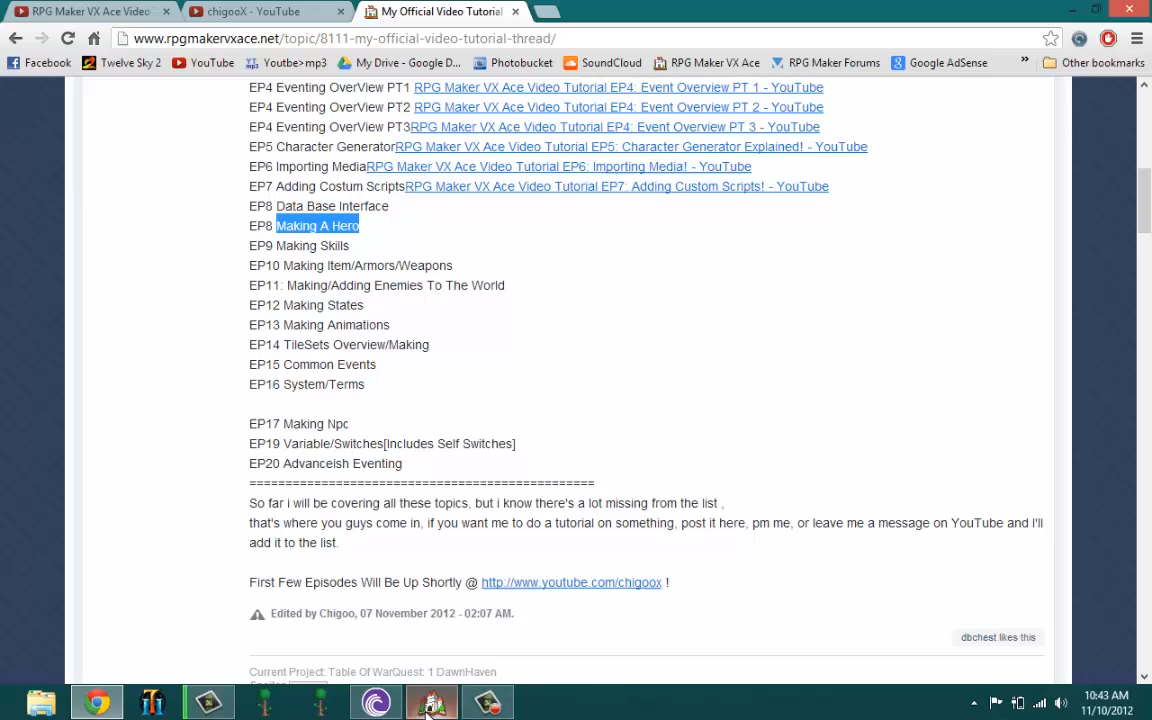 RPG Maker VX Ace Video
chigooX - YouTube
My Official Video Tutorial
www.rpgmakervxace.net/topic/8111-my-official-video-tutorial-thread/
Facebook
Twelve Sky 2
YouTube
Youtbe>mp3
My Drive - Google D...
Photobucket
SoundCloud
RPG Maker VX Ace
RPG Maker Forums
Google AdSense
»
Other bookmarks
EP4 Eventing OverView PT1 RPG Maker VX Ace Video Tutorial EP4: Event Overview PT 1 - YouTube
EP4 Eventing OverView PT2 RPG Maker VX Ace Video Tutorial EP4: Event Overview PT 2 - YouTube
EP4 Eventing OverView PT3RPG Maker VX Ace Video Tutorial EP4: Event Overview PT 3 - YouTube
EP5 Character GeneratorRPG Maker VX Ace Video Tutorial EP5: Character Generator Explained! - YouTube
EP6 Importing MediaRPG Maker VX Ace Video Tutorial EP6: Importing Media! - YouTube
EP7 Adding Costum ScriptsRPG Maker VX Ace Video Tutorial EP7: Adding Custom Scripts! - YouTube
EP8 Data Base Interface
EP8 Making A Hero
EP9 Making Skills
EP10 Making Item/Armors/Weapons
EP11: Making/Adding Enemies To The World
EP12 Making States
EP13 Making Animations
EP14 TileSets Overview/Making
EP15 Common Events
EP16 System/Terms
EP17 Making Npc
EP19 Variable/Switches[Includes Self Switches]
EP20 Advanceish Eventing
================================================
So far i will be covering all these topics, but i know there's a lot missing from the list ,
that's where you guys come in, if you want me to do a tutorial on something, post it here, pm me, or leave me a message on YouTube and I'll
add it to the list.
First Few Episodes Will Be Up Shortly @ http://www.youtube.com/chigoox !
Edited by Chigoo, 07 November 2012 - 02:07 AM.
dbchest likes this
Current Project: Table Of WarQuest: 1 DawnHaven
10:43 AM
11/10/2012